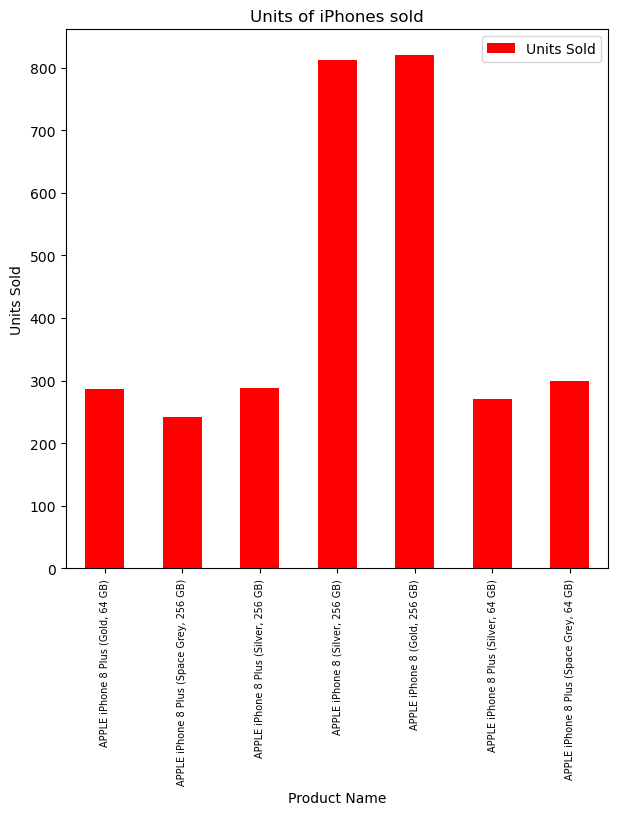 Units of iPhones sold
Units Sold
Units Sold
800
700
600
500
400
300
200
100
0
APPLE iPhone 8 Plus (Gold, 64 GB)
APPLE iPhone 8 Plus (Space Grey, 256 GB)
APPLE iPhone 8 Plus (Silver, 256 GB)
APPLE iPhone 8 (Silver, 256 GB)
APPLE iPhone 8 (Gold, 256 GB)
APPLE iPhone 8 Plus (Silver, 64 GB)
APPLE iPhone 8 Plus (Space Grey, 64 GB)
Product Name